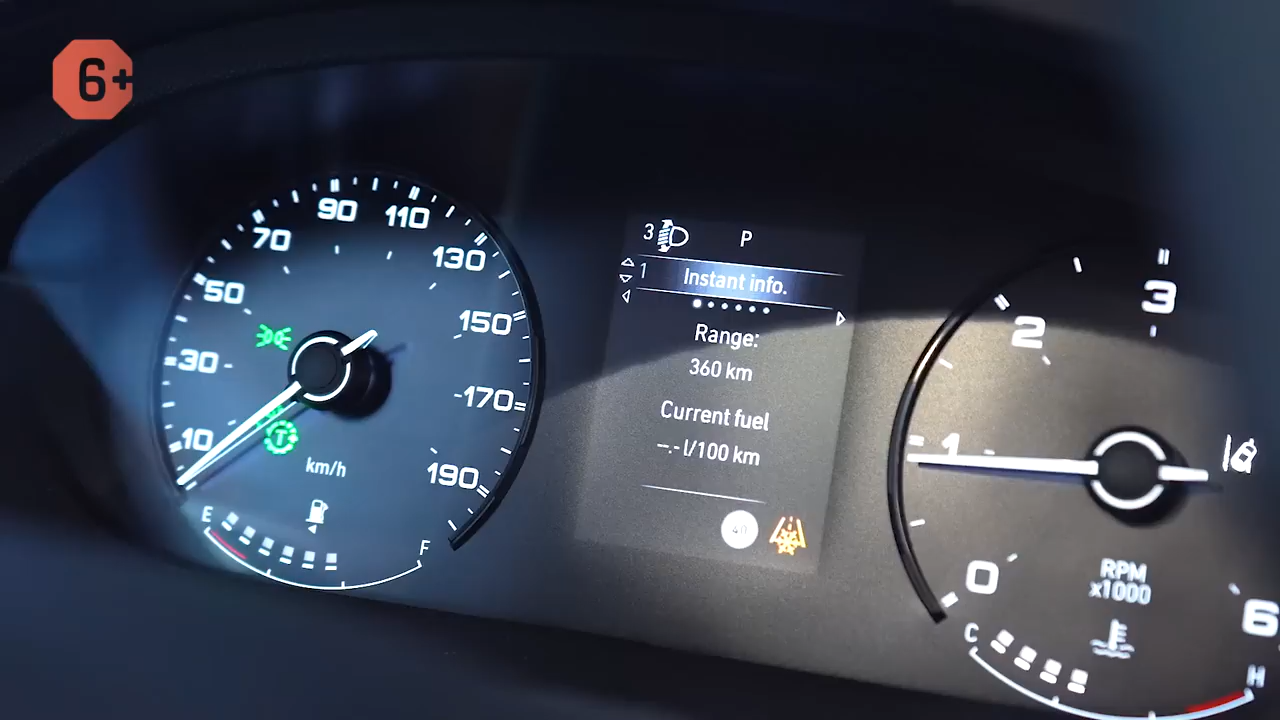 6+
10
30
50
70
90
110
130
150
170
190
km/h
E
F
3
P
1
Instant info.
Range:
360 km
Current fuel
--.- l/100 km
40
0
1
2
3
6
RPM
x1000
C
H
T